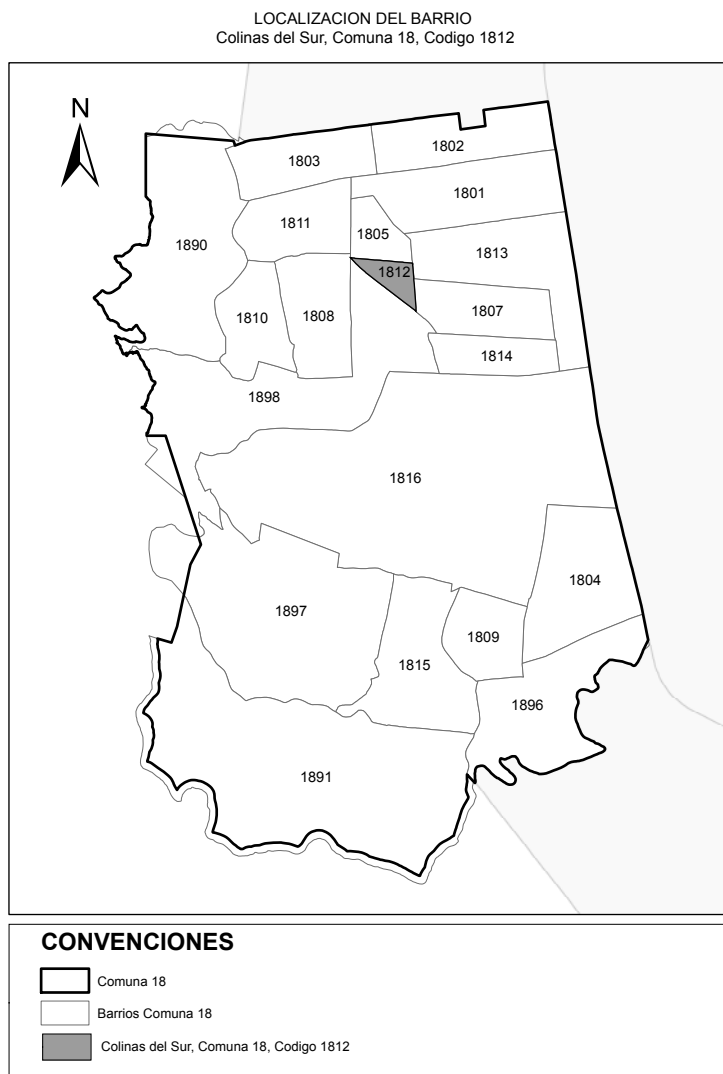 LOCALIZACION DEL BARRIO
Colinas del Sur, Comuna 18, Codigo 1812
N
1802
1803
1801
1811
1805
1890
1813
1812
1807
1810
1808
1814
1898
1816
1804
1897
1809
1815
1896
1891
CONVENCIONES
Comuna 18
Barrios Comuna 18
Colinas del Sur, Comuna 18, Codigo 1812